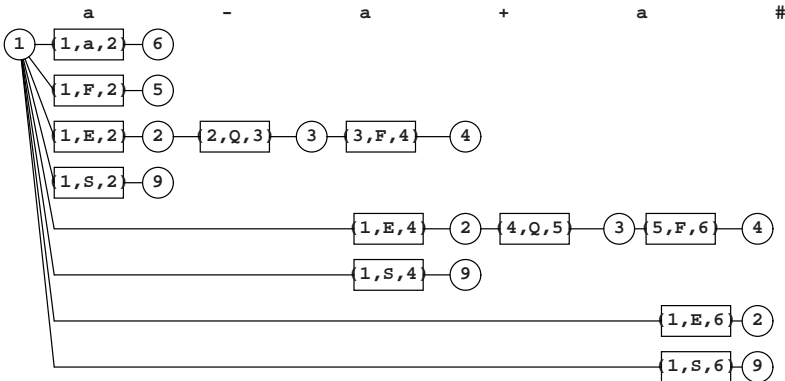 a - a + a #
1 (1,a,2) 6
(1,F,2) 5
(1,E,2) 2 (2,Q,3) 3 (3,F,4) 4
(1,S,2) 9
(1,E,4) 2 (4,Q,5) 3 (5,F,6) 4
(1,S,4) 9
(1,E,6) 2
(1,S,6) 9